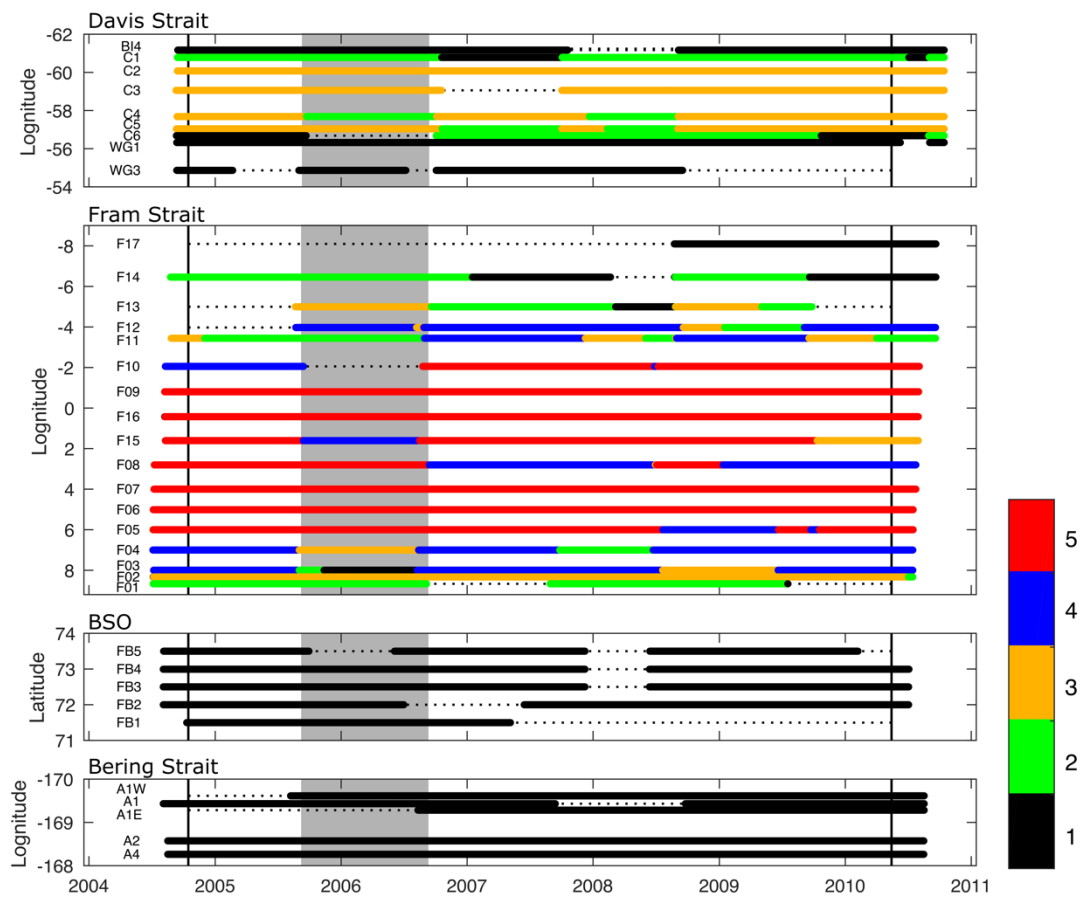 Davis Strait
-62
-60
-58
-56
-54
Lognitude
BI4
C1
C2
C3
C4
C5
C6
WG1
WG3
Fram Strait
-8
-6
-4
-2
0
2
4
6
8
Lognitude
F17
F14
F13
F12
F11
F10
F09
F16
F15
F08
F07
F06
F05
F04
F03
F02
F01
BSO
74
73
72
71
Latitude
FB5
FB4
FB3
FB2
FB1
Bering Strait
-170
-169
-168
Lognitude
A1W
A1
A1E
A2
A4
2004 2005 2006 2007 2008 2009 2010 2011
5
4
3
2
1